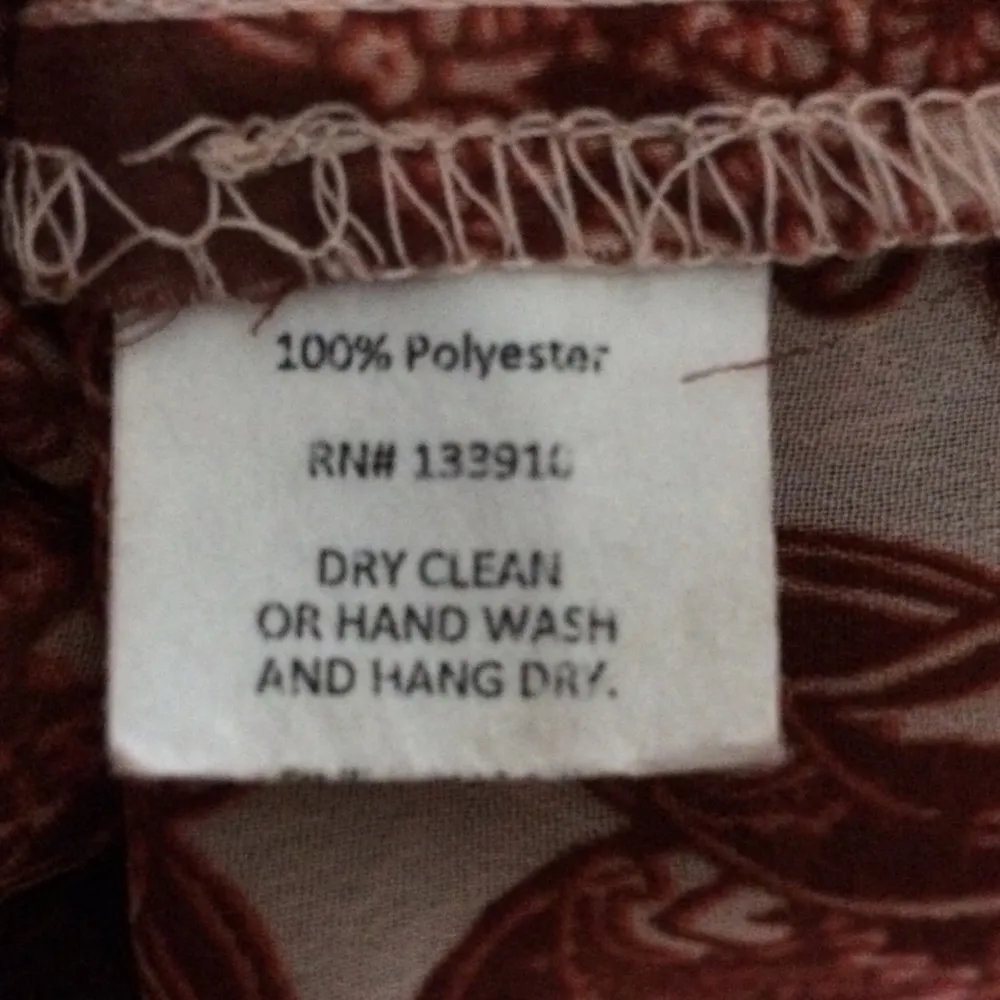 100% Polyester
RN# 133910
DRY CLEAN
OR HAND WASH
AND HANG DRY.